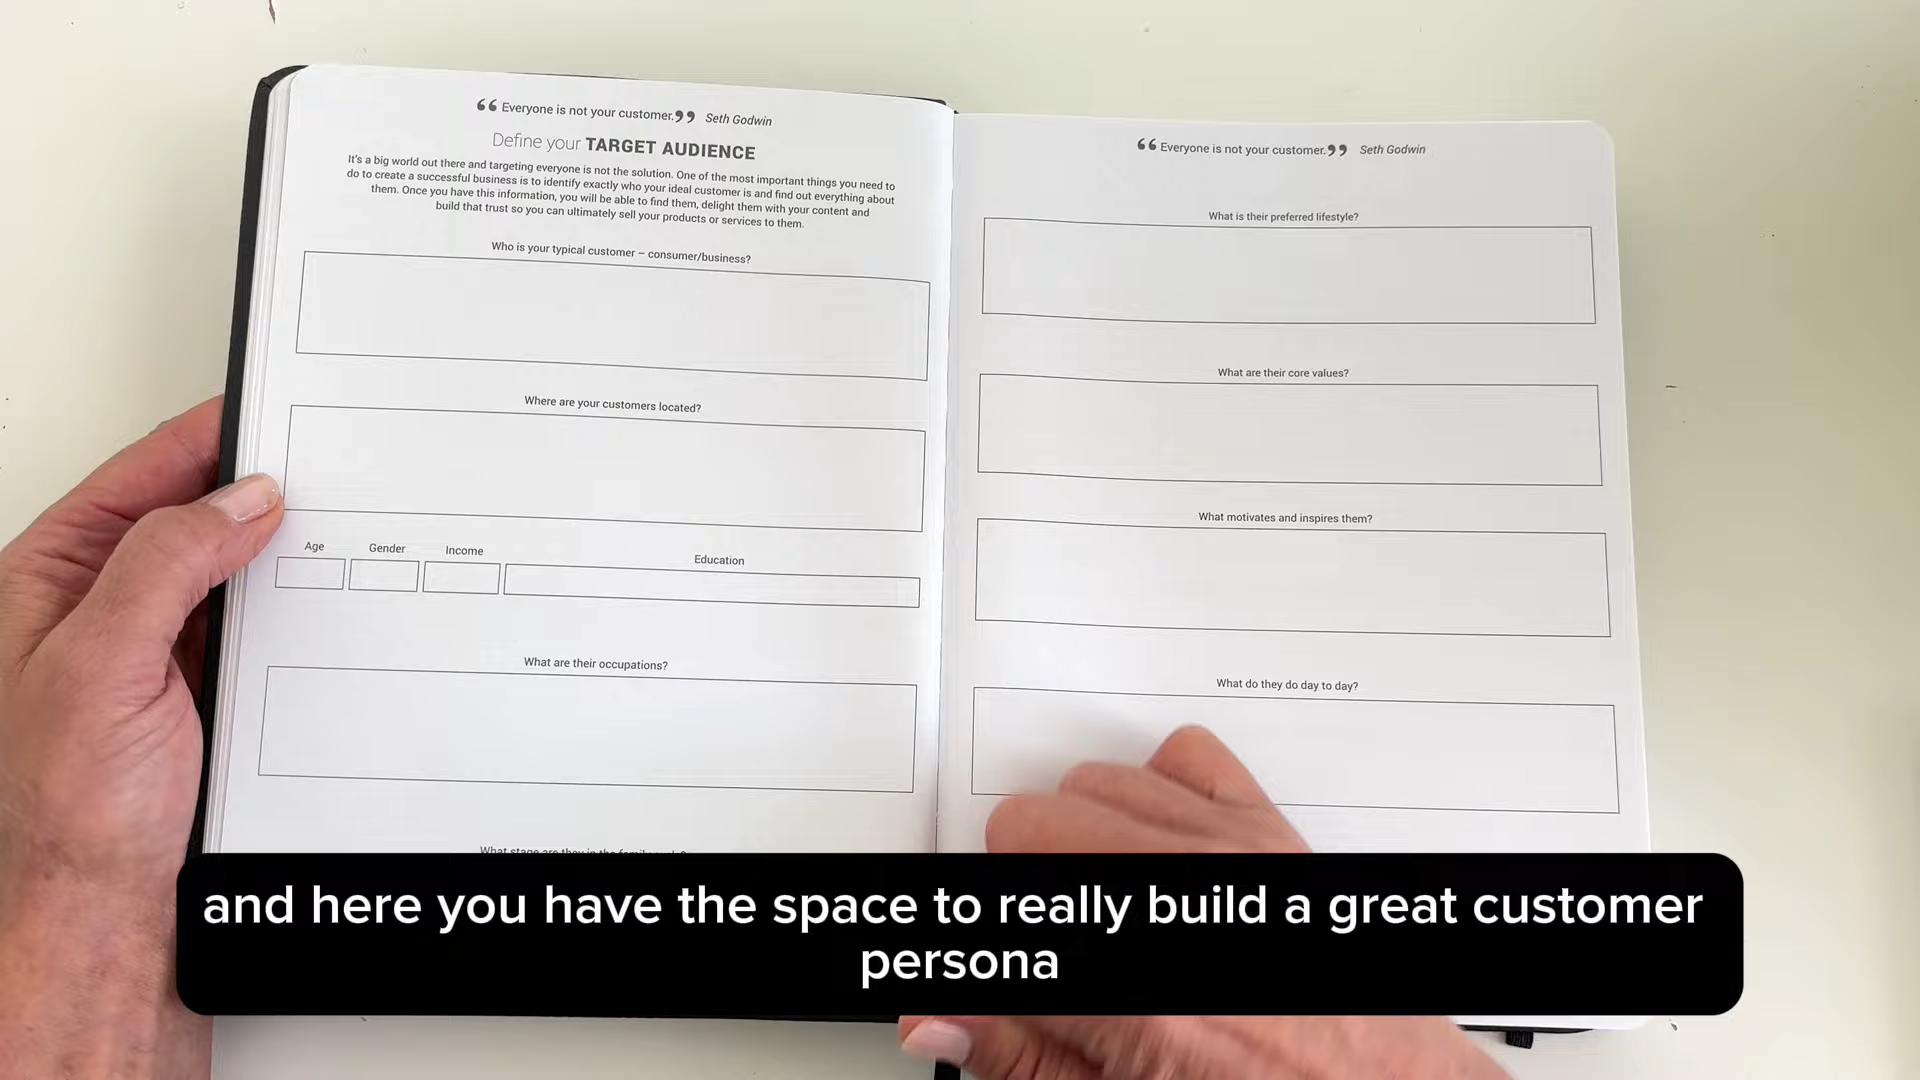 ❝ Everyone is not your customer.❞ Seth Godwin
Define your TARGET AUDIENCE
It's a big world out there and targeting everyone is not the solution. One of the most important things you need to
do to create a successful business is to identify exactly who your ideal customer is and find out everything about
them. Once you have this information, you will be able to find them, delight them with your content and
build that trust so you can ultimately sell your products or services to them.
Who is your typical customer – consumer/business?
Where are your customers located?
Age Gender Income Education
What are their occupations?
What stage are they in the family
❝ Everyone is not your customer.❞ Seth Godwin
What is their preferred lifestyle?
What are their core values?
What motivates and inspires them?
What do they do day to day?
and here you have the space to really build a great customer
persona